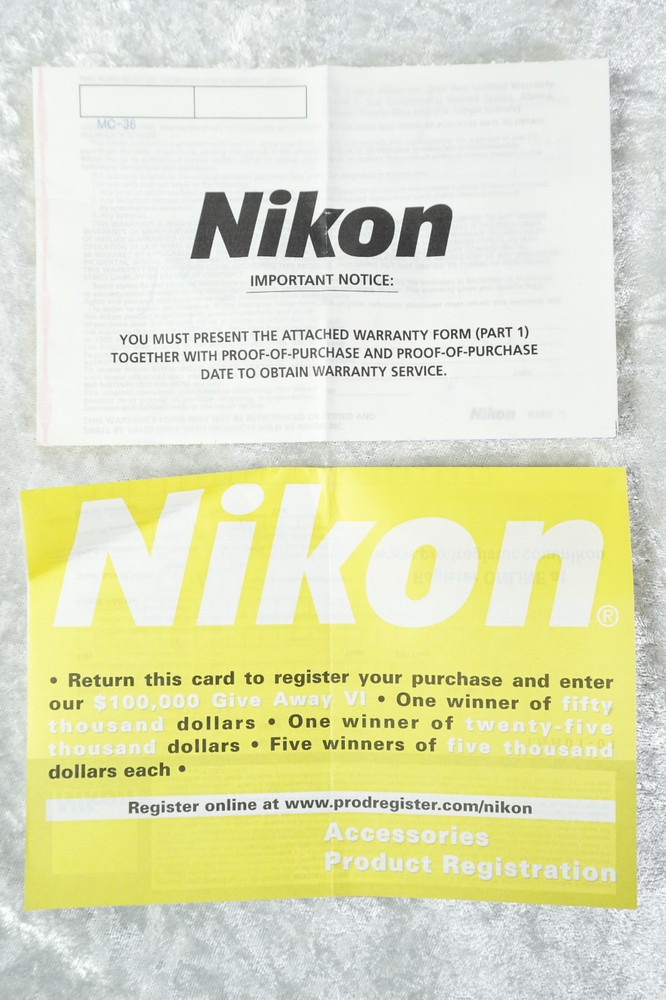 MC-36
Nikon
IMPORTANT NOTICE:
YOU MUST PRESENT THE ATTACHED WARRANTY FORM (PART 1)
TOGETHER WITH PROOF-OF-PURCHASE AND PROOF-OF-PURCHASE
DATE TO OBTAIN WARRANTY SERVICE.
Nikon®
• Return this card to register your purchase and enter
our $100,000 Give Away VI • One winner of fifty
thousand dollars • One winner of twenty-five
thousand dollars • Five winners of five thousand
dollars each •
Register online at www.prodregister.com/nikon
Accessories
Product Registration